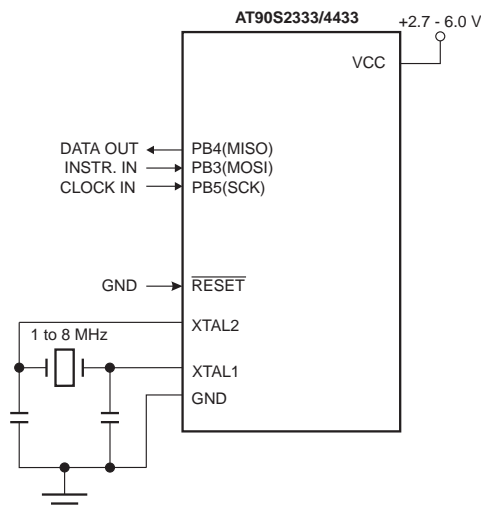 AT90S2333/4433
+2.7 - 6.0 V
VCC
DATA OUT PB4(MISO)
INSTR. IN PB3(MOSI)
CLOCK IN PB5(SCK)
GND RESET
XTAL2
1 to 8 MHz
XTAL1
GND